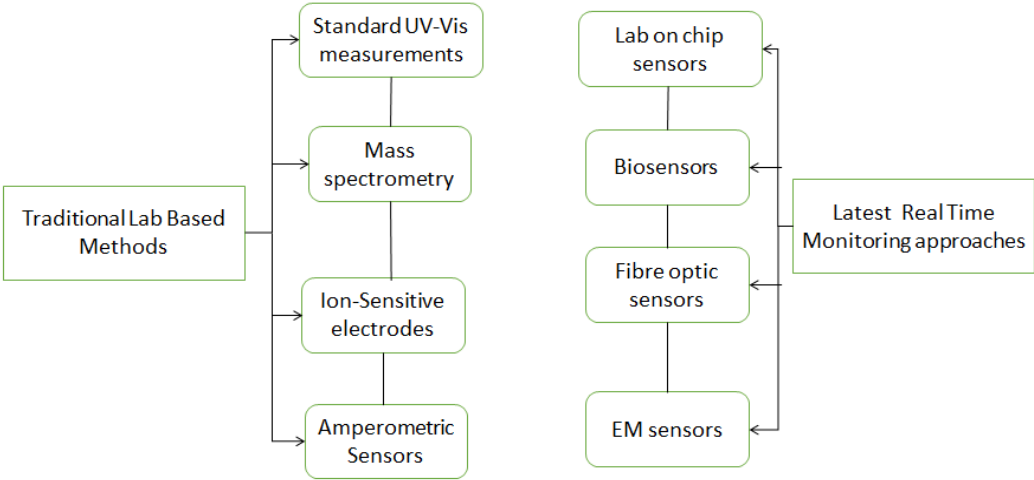 Traditional Lab Based
Methods
Standard UV-Vis
measurements
Mass
spectrometry
Ion-Sensitive
electrodes
Amperometric
Sensors
Lab on chip
sensors
Biosensors
Fibre optic
sensors
EM sensors
Latest Real Time
Monitoring approaches